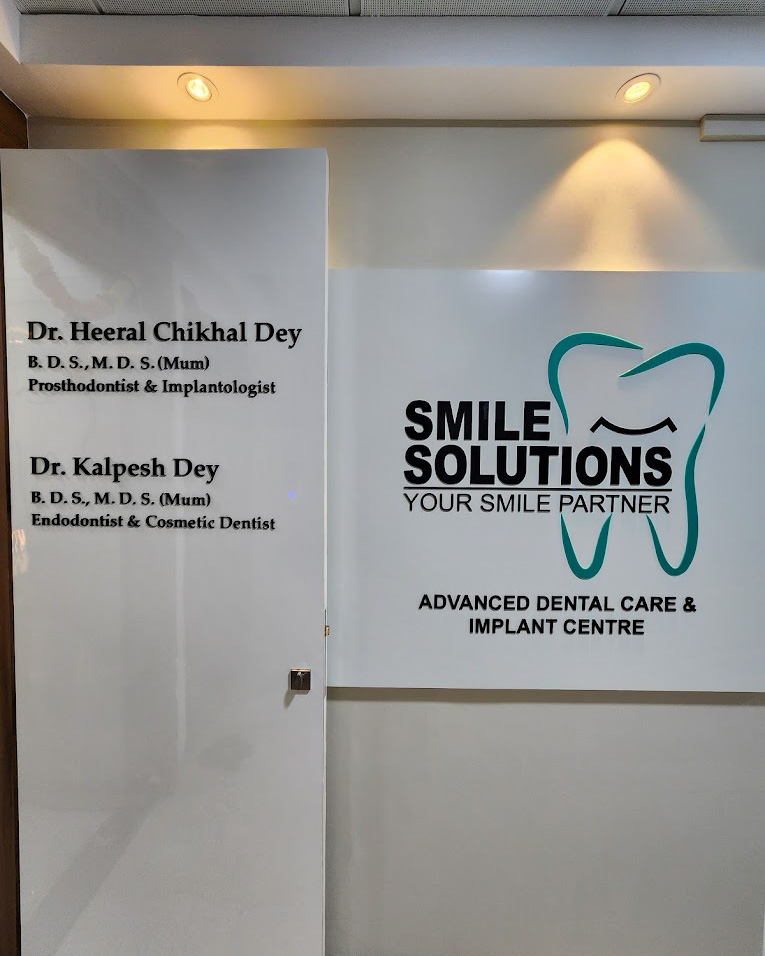 Dr. Heeral Chikhal Dey
B. D. S., M. D. S. (Mum)
Prosthodontist & Implantologist
Dr. Kalpesh Dey
B. D. S., M. D. S. (Mum)
Endodontist & Cosmetic Dentist
SMILE
SOLUTIONS
YOUR SMILE PARTNER
ADVANCED DENTAL CARE &
IMPLANT CENTRE